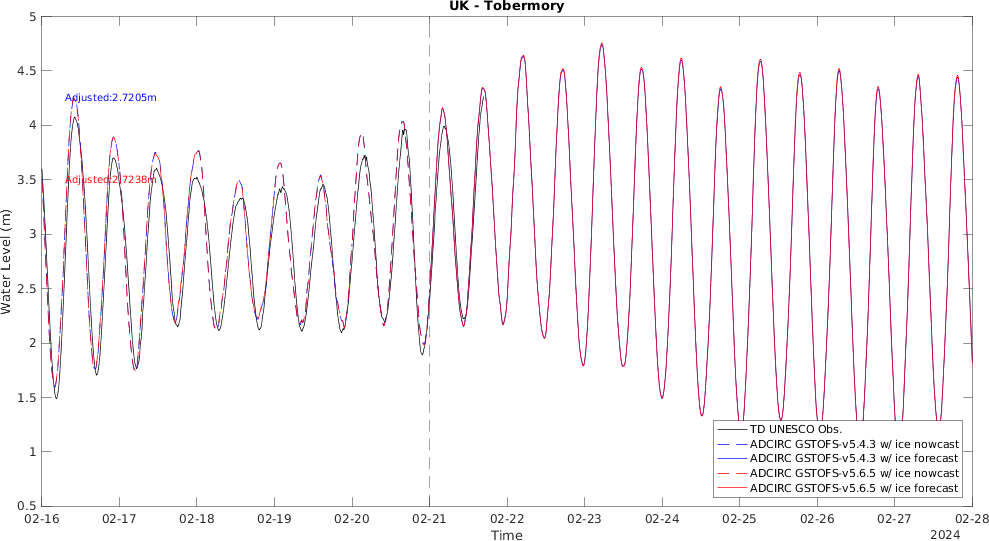 UK - Tobermory
5
4.5
4
3.5
3
2.5
2
1.5
1
0.5
Water Level (m)
Adjusted:2.7205m
Adjusted:2.7238m
TD UNESCO Obs.
ADCIRC GSTOFS-v5.4.3 w/ ice nowcast
ADCIRC GSTOFS-v5.4.3 w/ ice forecast
ADCIRC GSTOFS-v5.6.5 w/ ice nowcast
ADCIRC GSTOFS-v5.6.5 w/ ice forecast
02-16 02-17 02-18 02-19 02-20 02-21 02-22 02-23 02-24 02-25 02-26 02-27 02-28
Time
2024